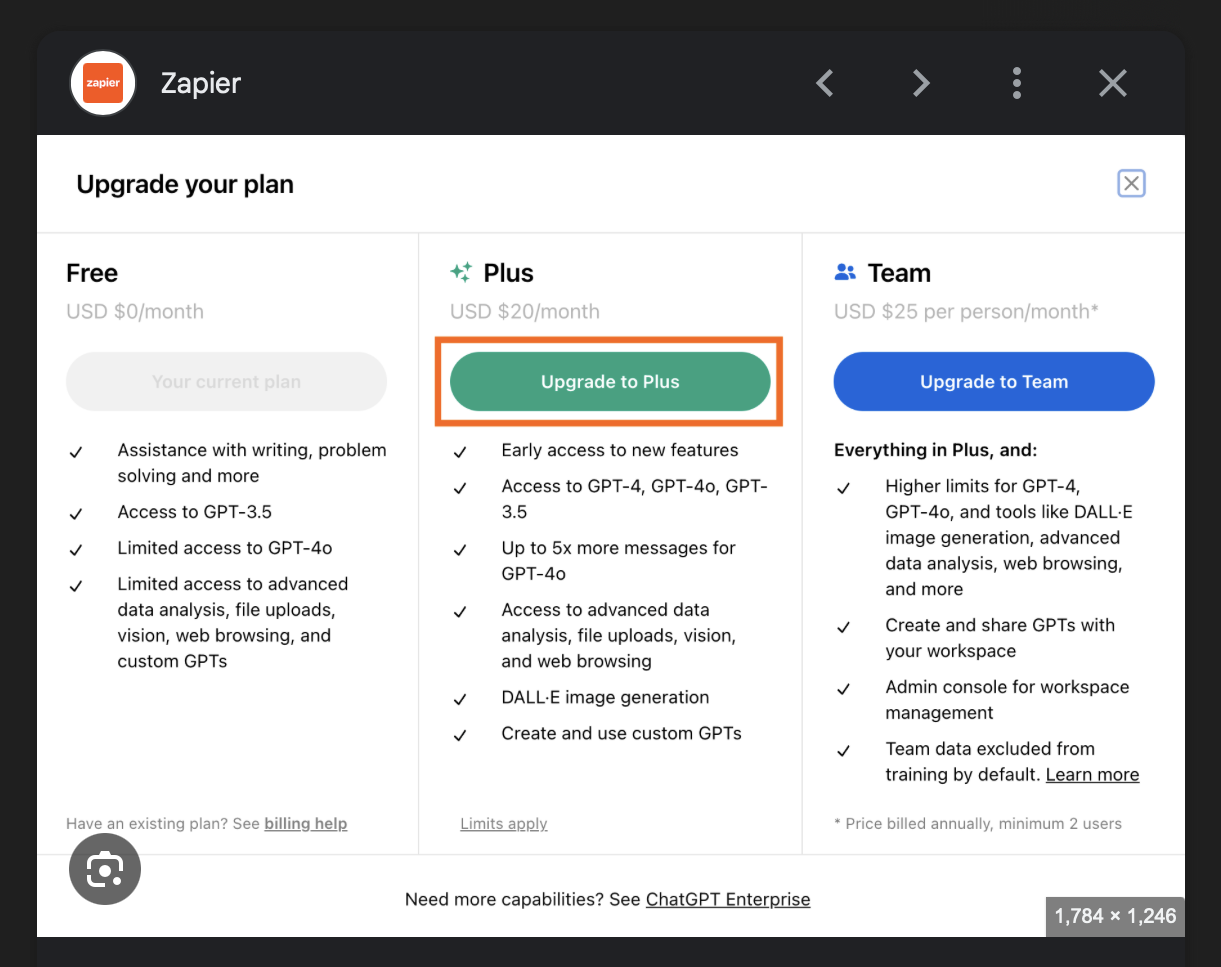 zapier
Zapier
Upgrade your plan
Free
USD $0/month
Your current plan
Assistance with writing, problem
solving and more
Access to GPT-3.5
Limited access to GPT-4o
Limited access to advanced
data analysis, file uploads,
vision, web browsing, and
custom GPTs
Have an existing plan? See billing help
Plus
USD $20/month
Upgrade to Plus
Early access to new features
Access to GPT-4, GPT-4o, GPT-
3.5
Up to 5x more messages for
GPT-4o
Access to advanced data
analysis, file uploads, vision,
and web browsing
DALL·E image generation
Create and use custom GPTs
Limits apply
Team
USD $25 per person/month*
Upgrade to Team
Everything in Plus, and:
Higher limits for GPT-4,
GPT-4o, and tools like DALL·E
image generation, advanced
data analysis, web browsing,
and more
Create and share GPTs with
your workspace
Admin console for workspace
management
Team data excluded from
training by default. Learn more
* Price billed annually, minimum 2 users
Need more capabilities? See ChatGPT Enterprise
1,784 × 1,246